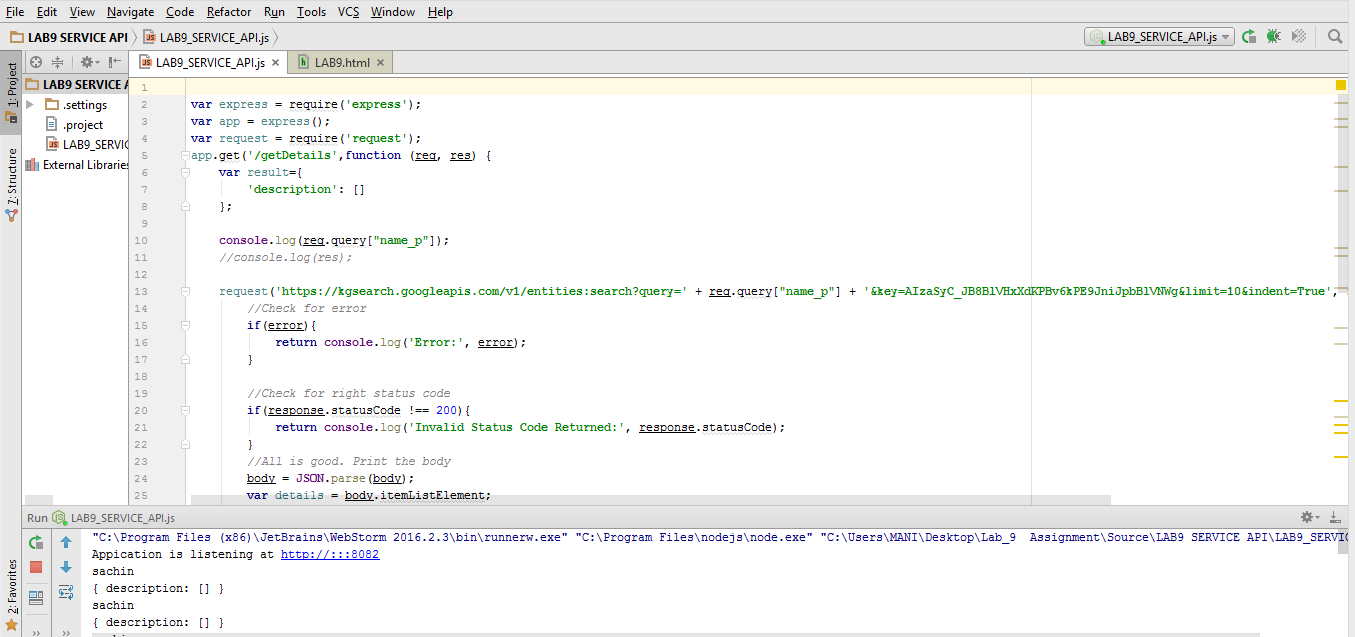 File Edit View Navigate Code Refactor Run Tools VCS Window Help
LAB9 SERVICE API LAB9_SERVICE_API.js LAB9_SERVICE_API.js
LAB9_SERVICE_API.js × LAB9.html ×
1: Project
7: Structure
2: Favorites
LAB9 SERVICE A
.settings
.project
LAB9_SERVIC
External Libraries
1
2 var express = require('express');
3 var app = express();
4 var request = require('request');
5 app.get('/getDetails',function (req, res) {
6 var result={
7 'description': []
8 };
9
10 console.log(req.query["name_p"]);
11 //console.log(res);
12
13 request('https://kgsearch.googleapis.com/v1/entities:search?query=' + req.query["name_p"] + '&key=AIzaSyC_JB8BlVHxXdKPBv6kPE9JniJpbBlVNWg&limit=10&indent=True',
14 //Check for error
15 if(error){
16 return console.log('Error:', error);
17 }
18
19 //Check for right status code
20 if(response.statusCode !== 200){
21 return console.log('Invalid Status Code Returned:', response.statusCode);
22 }
23 //All is good. Print the body
24 body = JSON.parse(body);
25 var details = body.itemListElement;
Run LAB9_SERVICE_API.js
"C:\Program Files (x86)\JetBrains\WebStorm 2016.2.3\bin\runnerw.exe" "C:\Program Files\nodejs\node.exe" "C:\Users\MANI\Desktop\Lab_9 Assignment\Source\LAB9 SERVICE API\LAB9_SERVIC
Appication is listening at http://:::8082
sachin
{ description: [] }
sachin
{ description: [] }